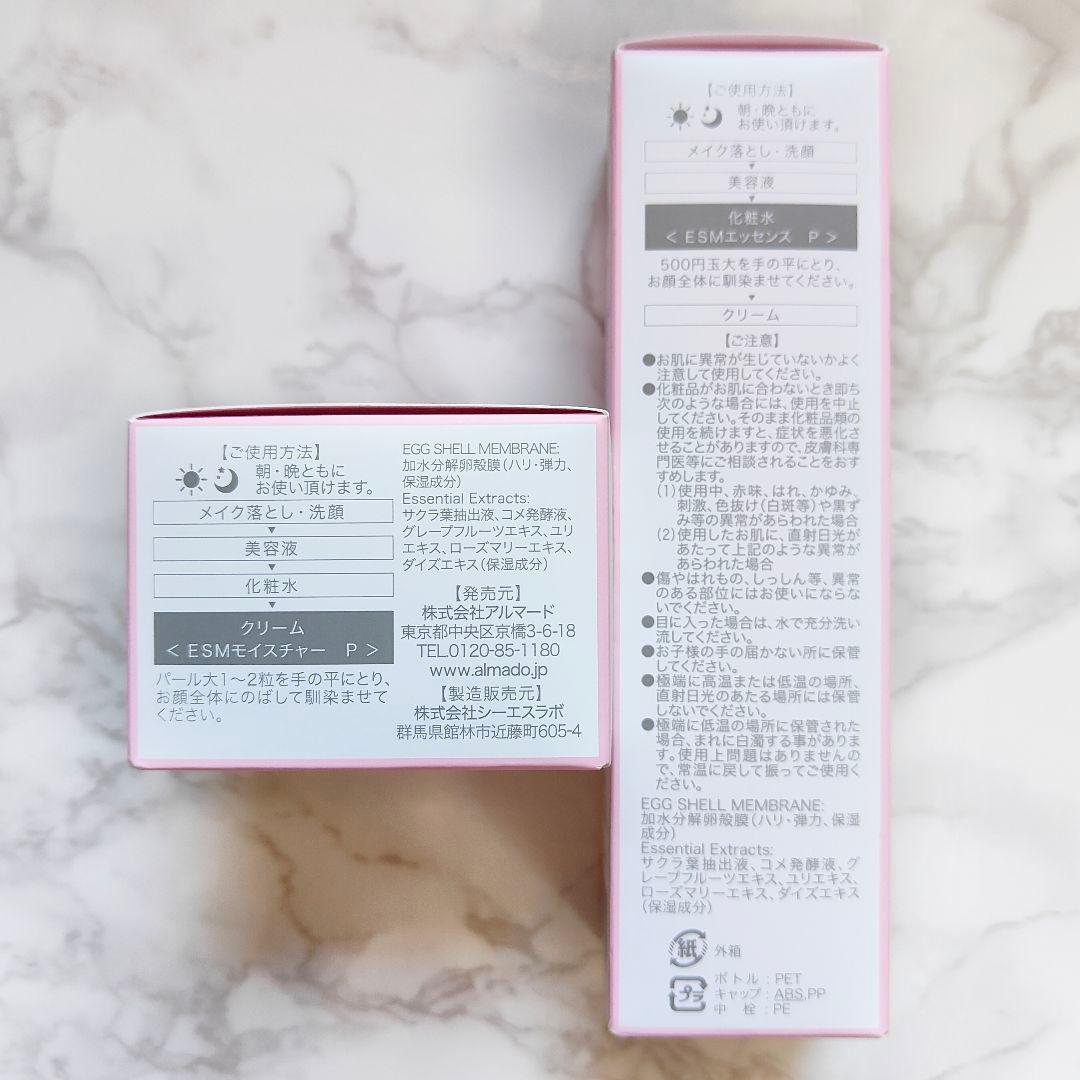 【ご使用方法】
朝・晩ともに
お使い頂けます。
メイク落とし・洗顔
美容液
化粧水
クリーム
＜ESMモイスチャー P＞
パール大1〜2粒を手の平にとり、
お顔全体にのばして馴染ませて
ください。
EGG SHELL MEMBRANE:
加水分解卵殻膜(ハリ・弾力、
保湿成分)
Essential Extracts:
サクラ葉抽出液、コメ発酵液、
グレープフルーツエキス、ユリ
エキス、ローズマリーエキス、
ダイズエキス(保湿成分)
【発売元】
株式会社アルマード
東京都中央区京橋3-6-18
TEL.0120-85-1180
www.almado.jp
【製造販売元】
株式会社シーエスラボ
群馬県館林市近藤町605-4
【ご使用方法】
朝・晩ともに
お使い頂けます。
メイク落とし・洗顔
美容液
化粧水
＜ESMエッセンス P＞
500円玉大を手の平にとり、
お顔全体に馴染ませてください。
クリーム
【ご注意】
●お肌に異常が生じていないかよく
注意して使用してください。
●化粧品がお肌に合わないとき即ち
次のような場合には、使用を中止
してください。そのまま化粧品類の
使用を続けますと、症状を悪化さ
せることがありますので、皮膚科専
門医等にご相談されることをおす
すめします。
(1)使用中、赤味、はれ、かゆみ、
刺激、色抜け(白斑等)や黒ず
み等の異常があらわれた場合
(2)使用したお肌に、直射日光が
あたって上記のような異常が
あらわれた場合
●傷やはれもの、しっしん等、異常
のある部位にはお使いにならな
いでください。
●目に入った場合は、水で充分洗い
流してください。
●お子様の手の届かない所に保管
してください。
●極端に高温または低温の場所、
直射日光のあたる場所には保管
しないでください。
●極端に低温の場所に保管された
場合、まれに白濁する事がありま
す。使用上問題はありませんの
で、常温に戻して振ってご使用く
ださい。
EGG SHELL MEMBRANE:
加水分解卵殻膜(ハリ・弾力、保湿
成分)
Essential Extracts:
サクラ葉抽出液、コメ発酵液、グ
レープフルーツエキス、ユリエキス、
ローズマリーエキス、ダイズエキス
(保湿成分)
紙 外箱
プラ ボトル：PET
キャップ：ABS,PP
中 栓：PE